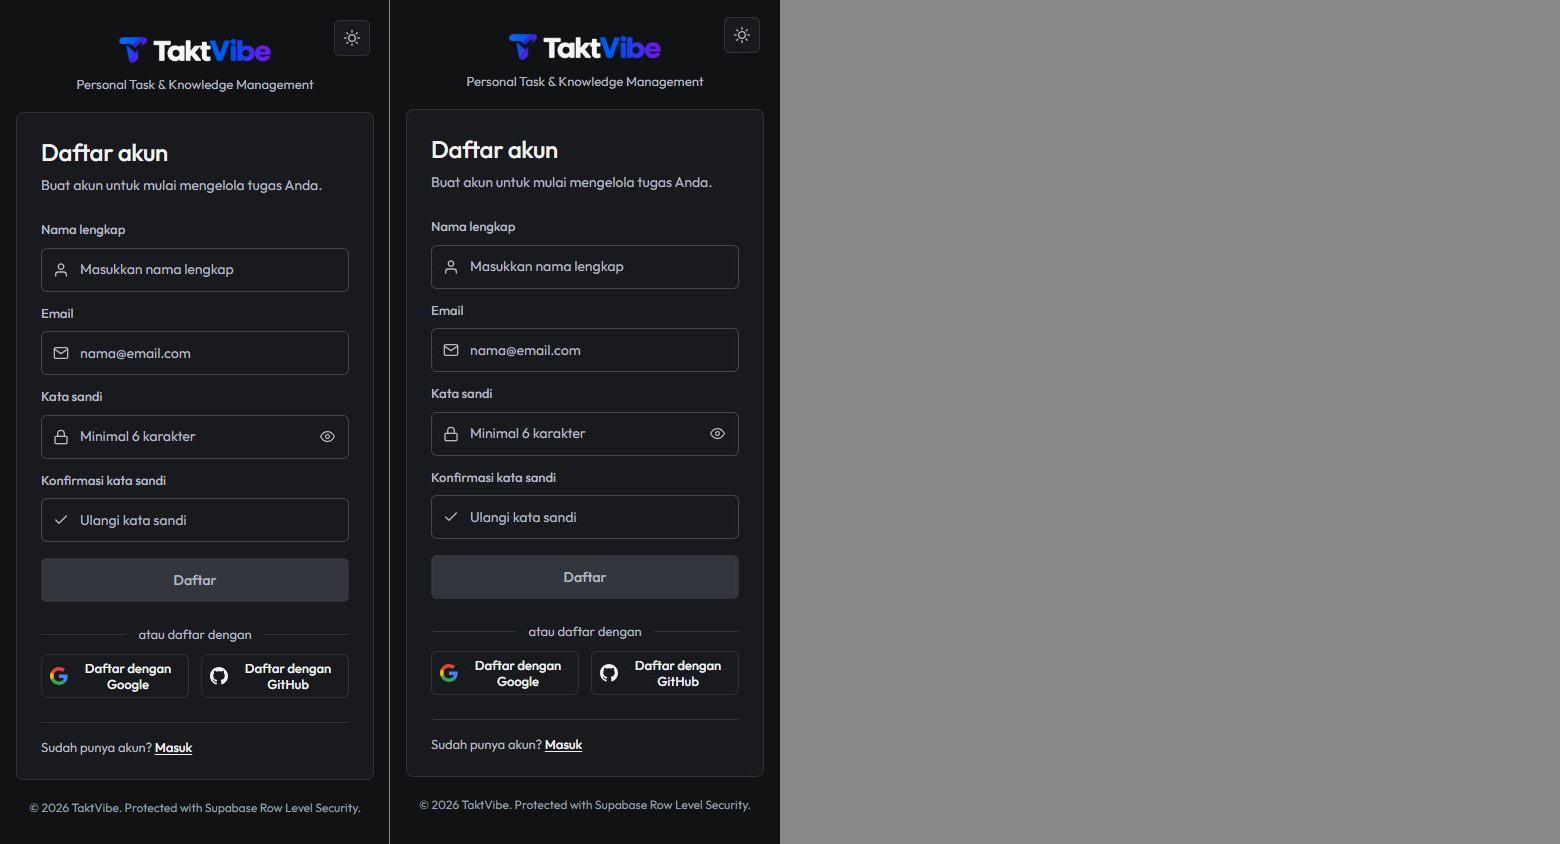 TaktVibe
Personal Task & Knowledge Management
Daftar akun
Buat akun untuk mulai mengelola tugas Anda.
Nama lengkap
Masukkan nama lengkap
Email
nama@email.com
Kata sandi
Minimal 6 karakter
Konfirmasi kata sandi
Ulangi kata sandi
Daftar
atau daftar dengan
Daftar dengan
Google
Daftar dengan
GitHub
Sudah punya akun? Masuk
© 2026 TaktVibe. Protected with Supabase Row Level Security.
TaktVibe
Personal Task & Knowledge Management
Daftar akun
Buat akun untuk mulai mengelola tugas Anda.
Nama lengkap
Masukkan nama lengkap
Email
nama@email.com
Kata sandi
Minimal 6 karakter
Konfirmasi kata sandi
Ulangi kata sandi
Daftar
atau daftar dengan
Daftar dengan
Google
Daftar dengan
GitHub
Sudah punya akun? Masuk
© 2026 TaktVibe. Protected with Supabase Row Level Security.